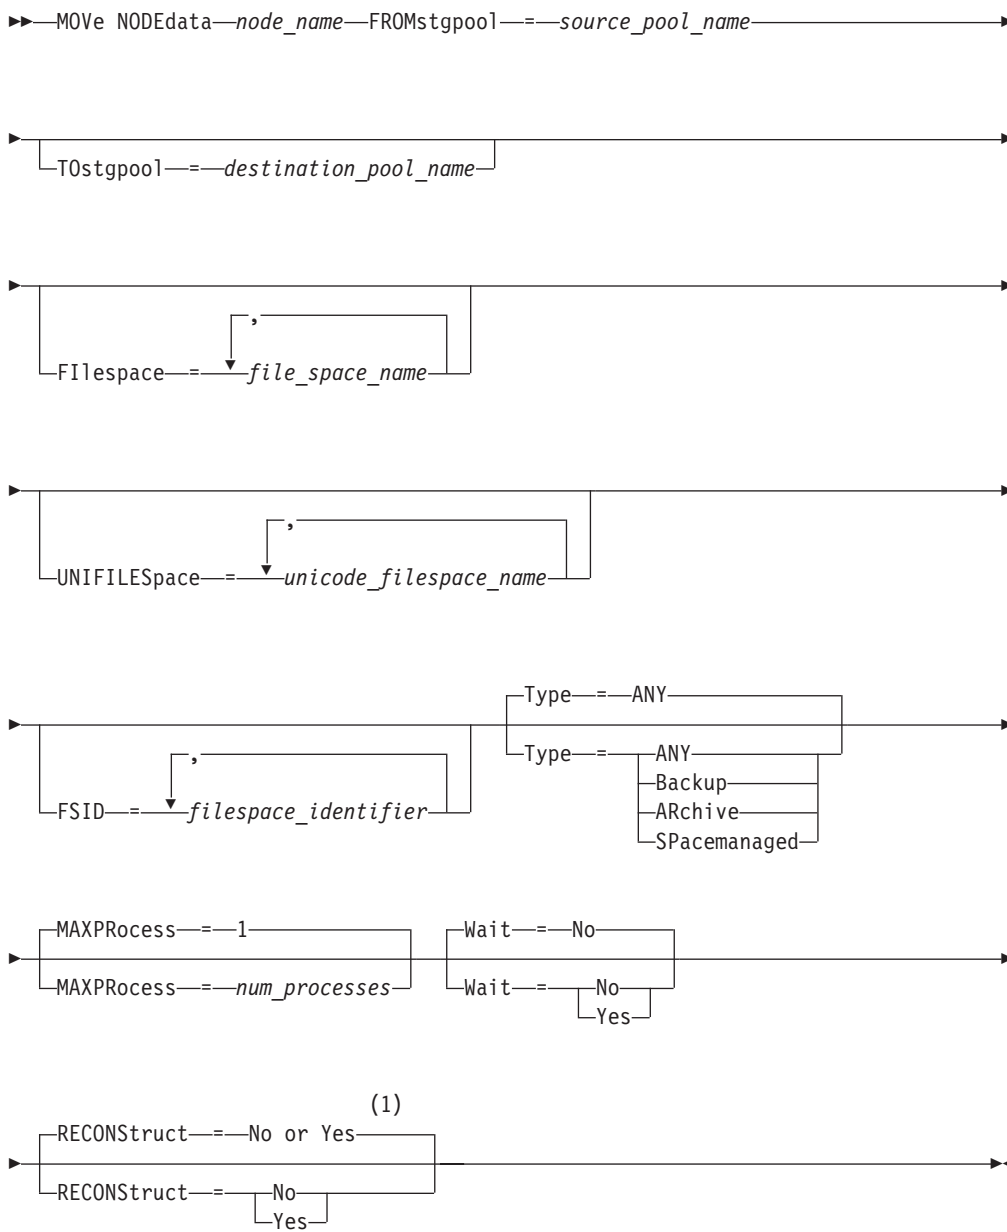 MOVe NODEdata node_name FROMstgpool = source_pool_name
TOstgpool = destination_pool_name
,
FIlespace = file_space_name
,
UNIFILESpace = unicode_filespace_name
Type = ANY
,
FSID = filespace_identifier
Type = ANY
Backup
ARchive
SPacemanaged
MAXPRocess = 1 Wait = No
MAXPRocess = num_processes Wait = No
Yes
(1)
RECONStruct = No or Yes
RECONStruct = No
Yes